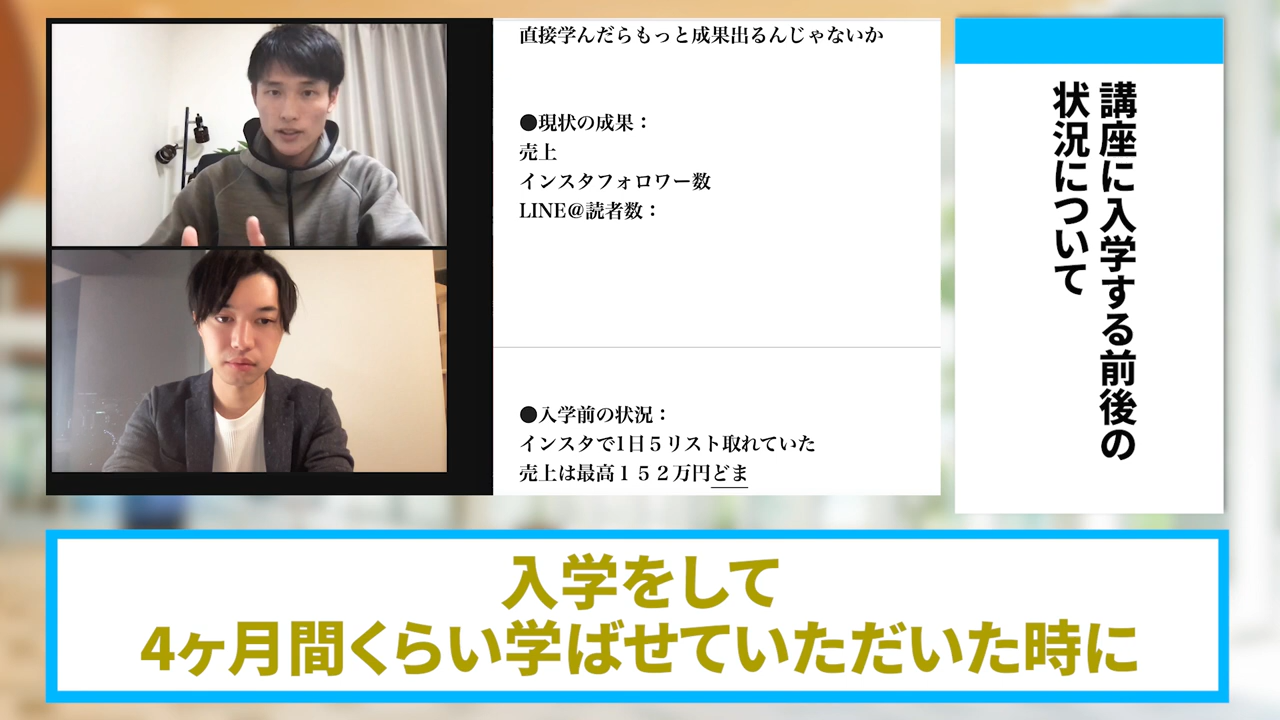 直接学んだらもっと成果出るんじゃないか
●現状の成果：
売上
インスタフォロワー数
LINE@読者数：
●入学前の状況：
インスタで1日５リスト取れていた
売上は最高１５２万円どま
講座に入学する前後の
状況について
入学をして
4ヶ月間くらい学ばせていただいた時に